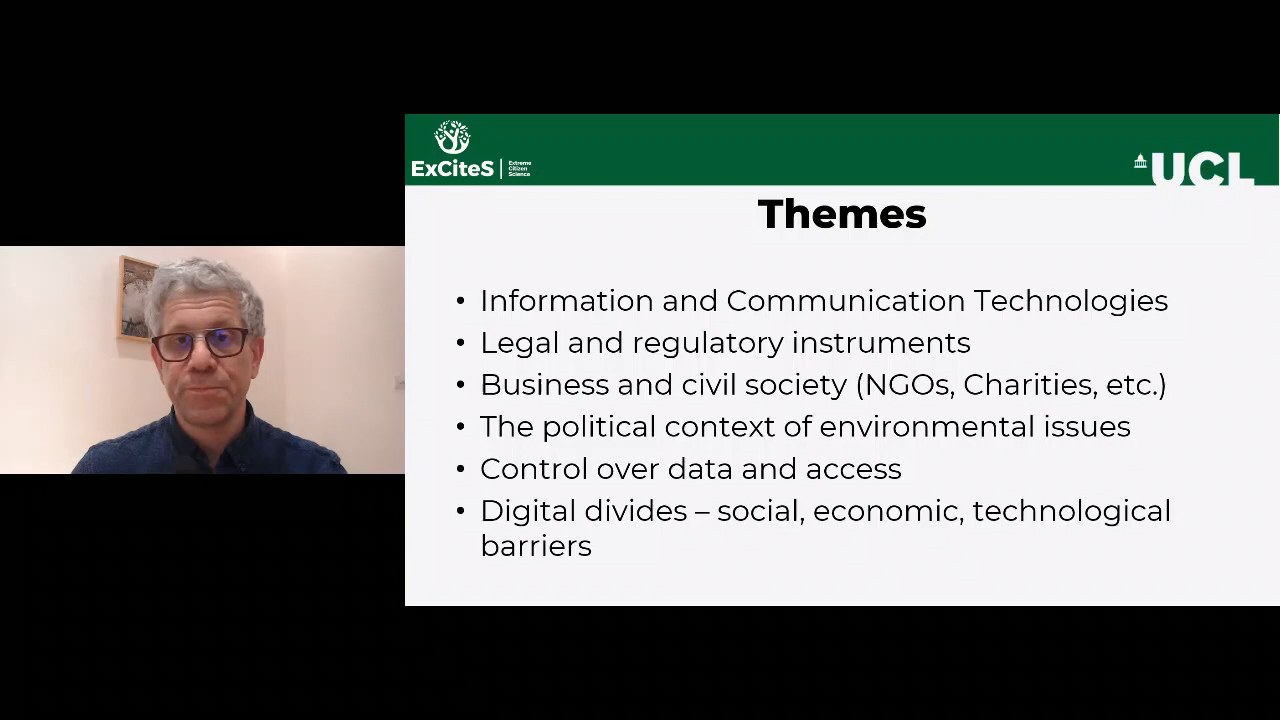 ExCiteS
Extreme
Citizen
Science
UCL
Themes
• Information and Communication Technologies
• Legal and regulatory instruments
• Business and civil society (NGOs, Charities, etc.)
• The political context of environmental issues
• Control over data and access
• Digital divides – social, economic, technological
barriers